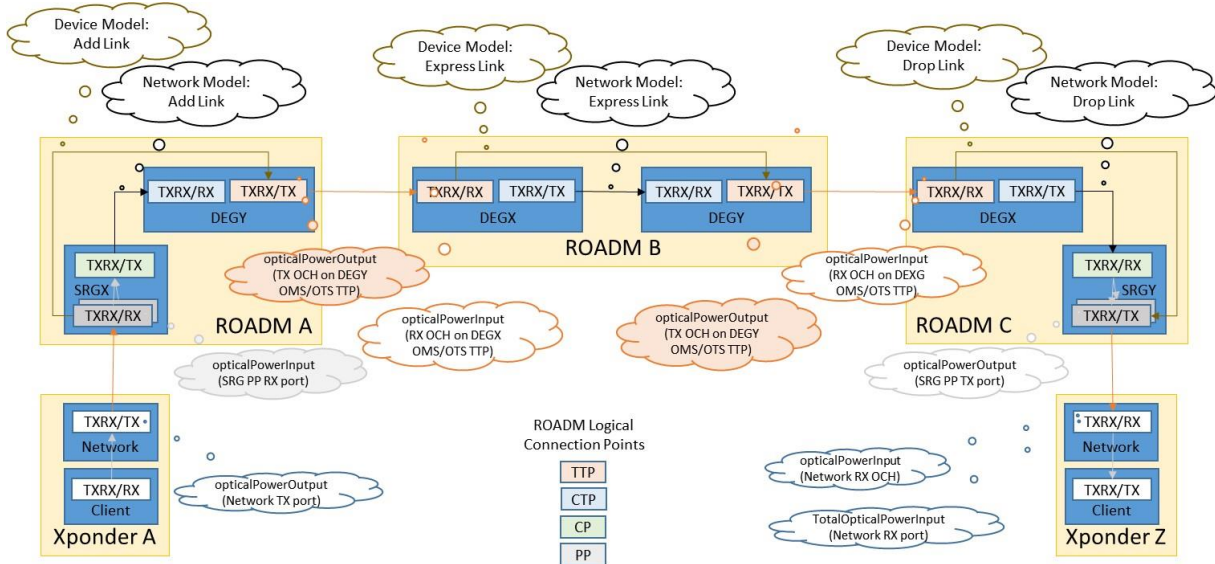 Device Model:
Add Link
Network Model:
Add Link
Device Model:
Express Link
Network Model:
Express Link
Device Model:
Drop Link
Network Model:
Drop Link
TXRX/RX
TXRX/TX
DEGY
TXRX/TX
SRGX
TXRX/RX
ROADM A
TXRX/RX
TXRX/TX
DEGX
TXRX/RX
TXRX/TX
DEGY
ROADM B
TXRX/RX
TXRX/TX
DEGX
TXRX/RX
SRGY
TXRX/TX
ROADM C
opticalPowerOutput
(TX OCH on DEGY
OMS/OTS TTP)
opticalPowerInput
(RX OCH on DEGX
OMS/OTS TTP)
opticalPowerOutput
(TX OCH on DEGY
OMS/OTS TTP)
opticalPowerInput
(RX OCH on DEXG
OMS/OTS TTP)
opticalPowerInput
(SRG PP RX port)
opticalPowerOutput
(SRG PP TX port)
TXRX/TX
Network
TXRX/RX
Client
Xponder A
opticalPowerOutput
(Network TX port)
ROADM Logical
Connection Points
TTP
CTP
CP
PP
opticalPowerInput
(Network RX OCH)
TotalOpticalPowerInput
(Network RX port)
TXRX/RX
Network
TXRX/TX
Client
Xponder Z